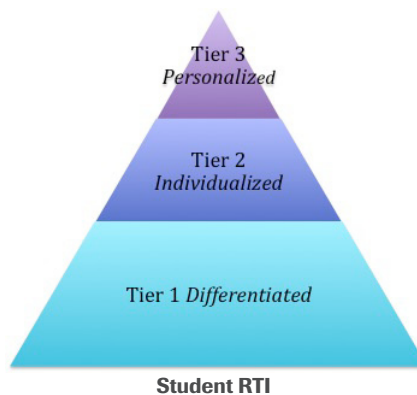 Tier 3
Personalized
Tier 2
Individualized
Tier 1 Differentiated
Student RTI